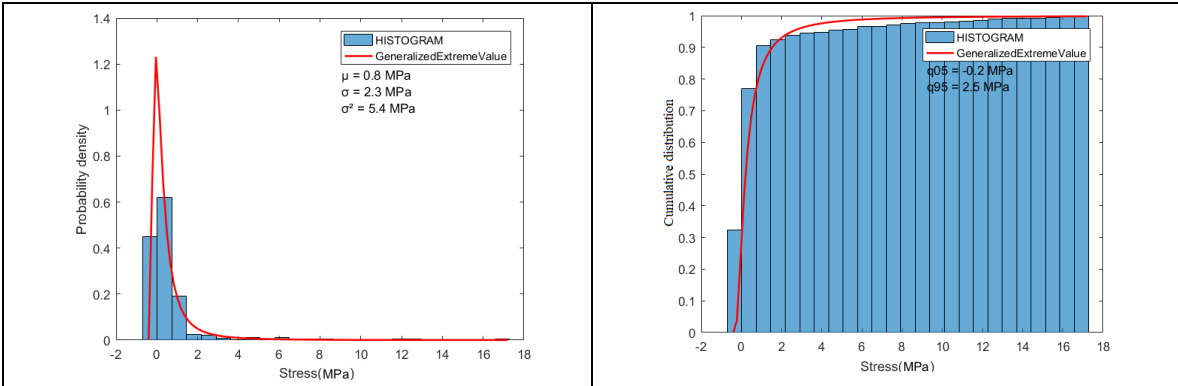 1.4
1.2
1
0.8
0.6
0.4
0.2
0
Probability density
HISTOGRAM
GeneralizedExtremeValue
μ = 0.8 MPa
σ = 2.3 MPa
σ² = 5.4 MPa
-2 0 2 4 6 8 10 12 14 16 18
Stress(MPa)
1
0.9
0.8
0.7
0.6
0.5
0.4
0.3
0.2
0.1
0
Cumulative distribution
HISTOGRAM
GeneralizedExtremeValue
q05 = -0.2 MPa
q95 = 2.5 MPa
-2 0 2 4 6 8 10 12 14 16 18
Stress(MPa)